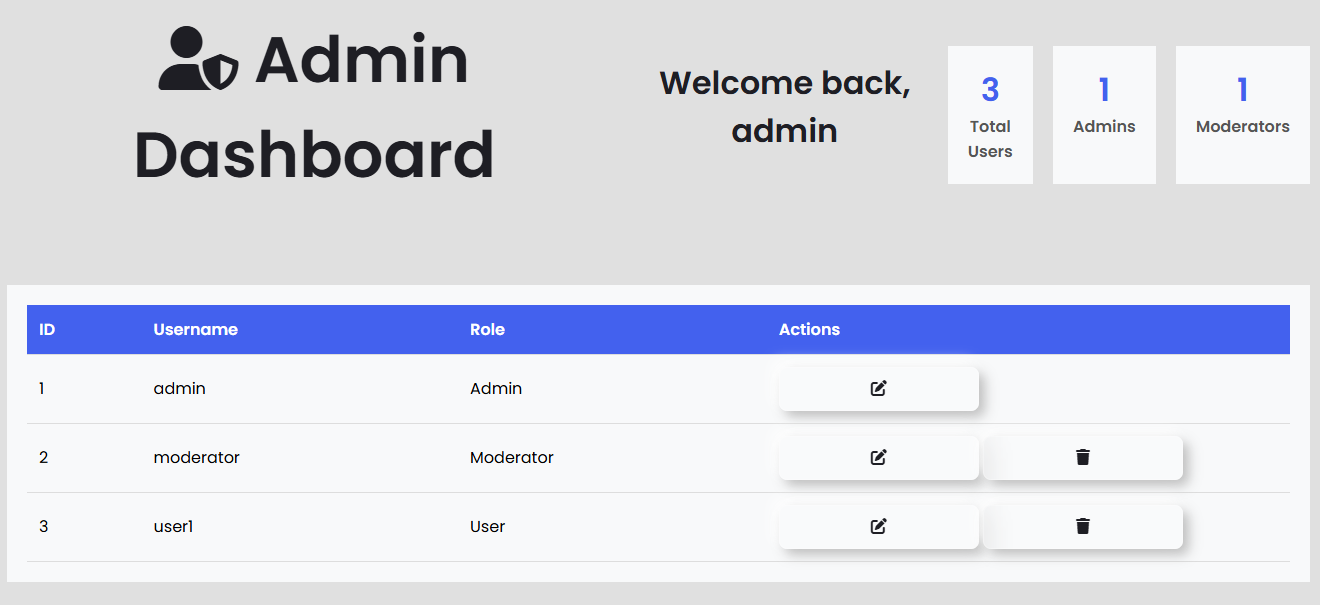 Admin
Dashboard
Welcome back,
admin
3
Total
Users
1
Admins
1
Moderators
ID Username Role Actions
1 admin Admin
2 moderator Moderator
3 user1 User